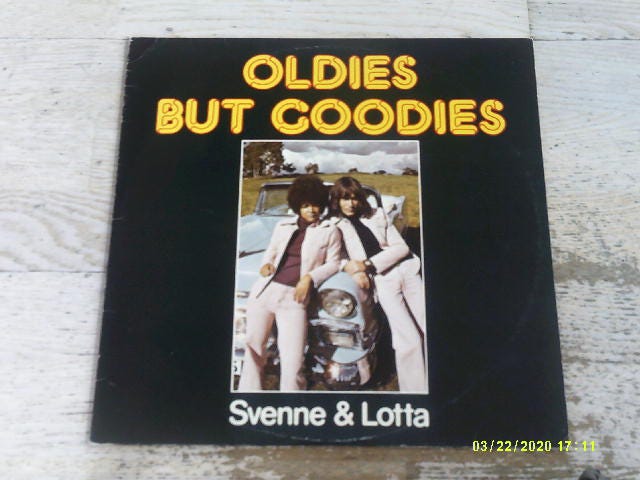 OLDIES
BUT GOODIES
Svenne & Lotta
03/22/2020 17:11